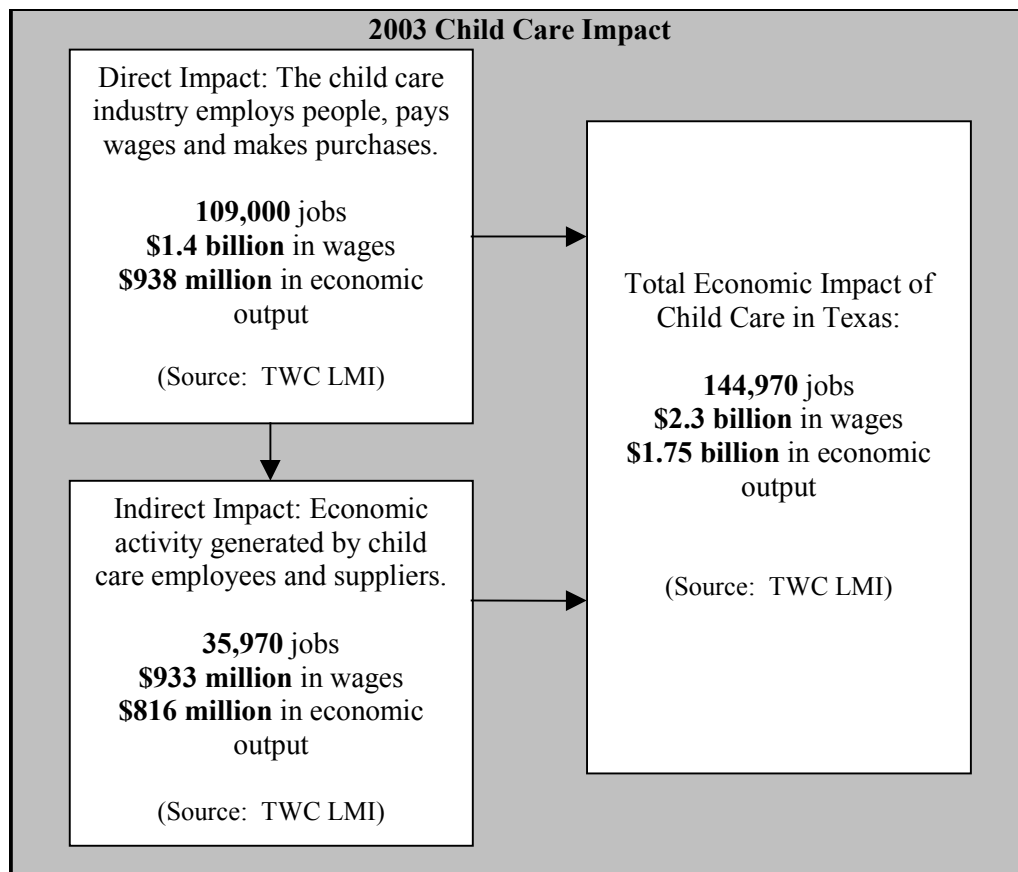 2003 Child Care Impact
Direct Impact: The child care
industry employs people, pays
wages and makes purchases.
109,000 jobs
$1.4 billion in wages
$938 million in economic
output
(Source:  TWC LMI)
Indirect Impact: Economic
activity generated by child
care employees and suppliers.
35,970 jobs
$933 million in wages
$816 million in economic
output
(Source:  TWC LMI)
Total Economic Impact of
Child Care in Texas:
144,970 jobs
$2.3 billion in wages
$1.75 billion in economic
output
(Source:  TWC LMI)